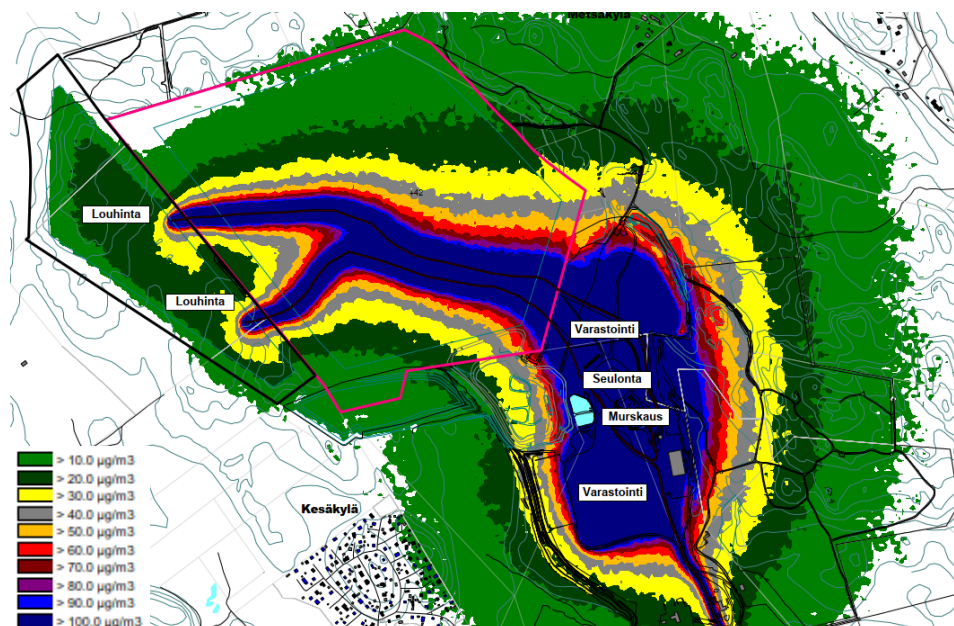 Metsäkylä
+42
Louhinta
Louhinta
Varastointi
Seulonta
Murskaus
Varastointi
Kesäkylä
> 10.0 µg/m3
> 20.0 µg/m3
> 30.0 µg/m3
> 40.0 µg/m3
> 50.0 µg/m3
> 60.0 µg/m3
> 70.0 µg/m3
> 80.0 µg/m3
> 90.0 µg/m3
> 100.0 µg/m3